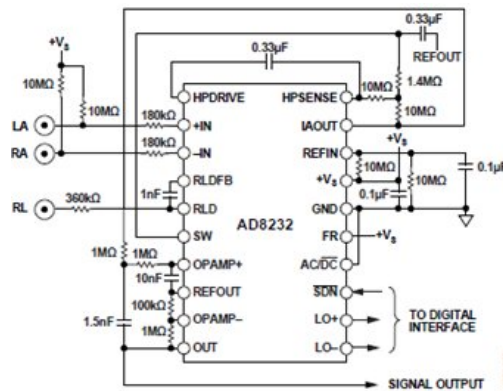 0.33µF
0.33µF
REFOUT
+Vs
10MΩ
10MΩ
HPDRIVE
HPSENSE
10MΩ
1.4MΩ
10MΩ
LA
180kΩ
+IN
IAOUT
RA
180kΩ
–IN
REFIN
10MΩ
+Vs
RLDFB
+Vs
10MΩ
0.1µF
1nF
0.1µF
RL
360kΩ
RLD
GND
AD8232
SW
FR
+Vs
1MΩ
1MΩ
OPAMP+
AC/DC
10nF
REFOUT
SDN
100kΩ
TO DIGITAL
INTERFACE
OPAMP–
LO+
1.5nF
1MΩ
OUT
LO–
SIGNAL OUTPUT